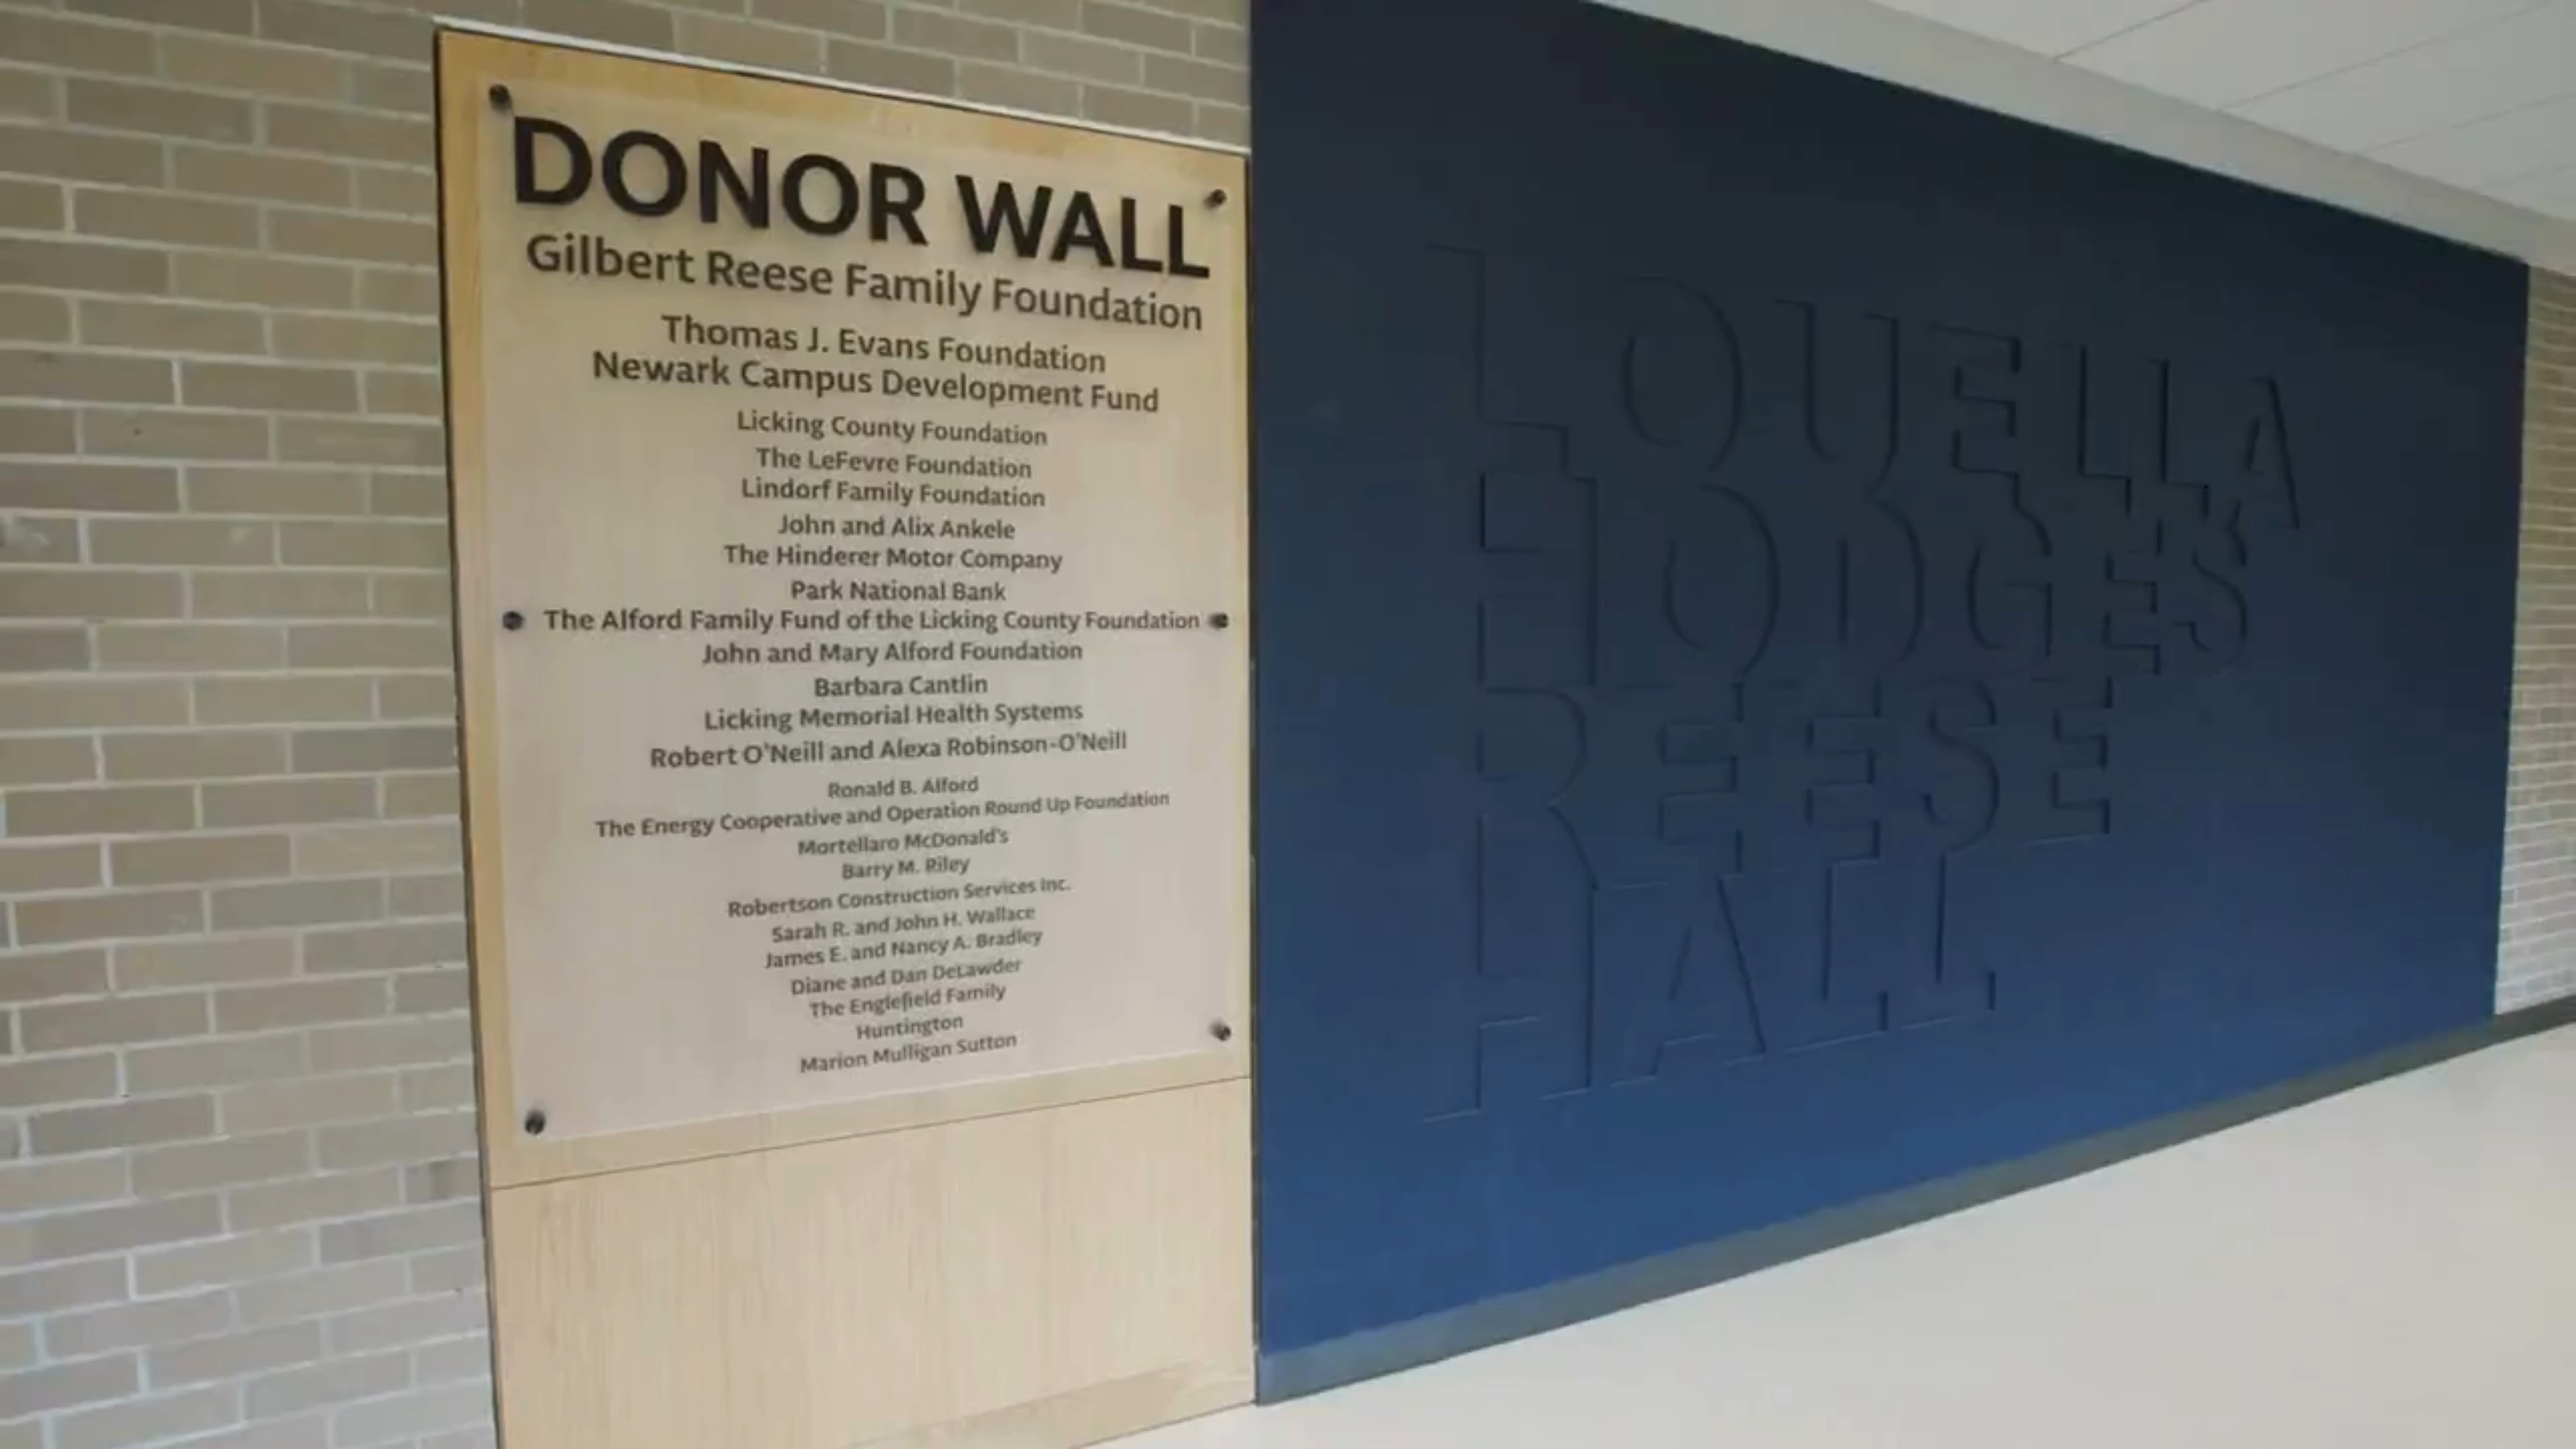 DONOR WALL
Gilbert Reese Family Foundation
Thomas J. Evans Foundation
Newark Campus Development Fund
Licking County Foundation
The LeFevre Foundation
Lindorf Family Foundation
John and Alix Ankele
The Hinderer Motor Company
Park National Bank
The Alford Family Fund of the Licking County Foundation
John and Mary Alford Foundation
Barbara Cantlin
Licking Memorial Health Systems
Robert O'Neill and Alexa Robinson-O'Neill
Ronald B. Alford
The Energy Cooperative and Operation Round Up Foundation
Mortellaro McDonald's
Barry M. Riley
Robertson Construction Services Inc.
Sarah R. and John H. Wallace
James E. and Nancy A. Bradley
Diane and Dan DeLawder
The Englefield Family
Huntington
Marion Mulligan Sutton
LOUELLA
HODGES
REESE
HALL